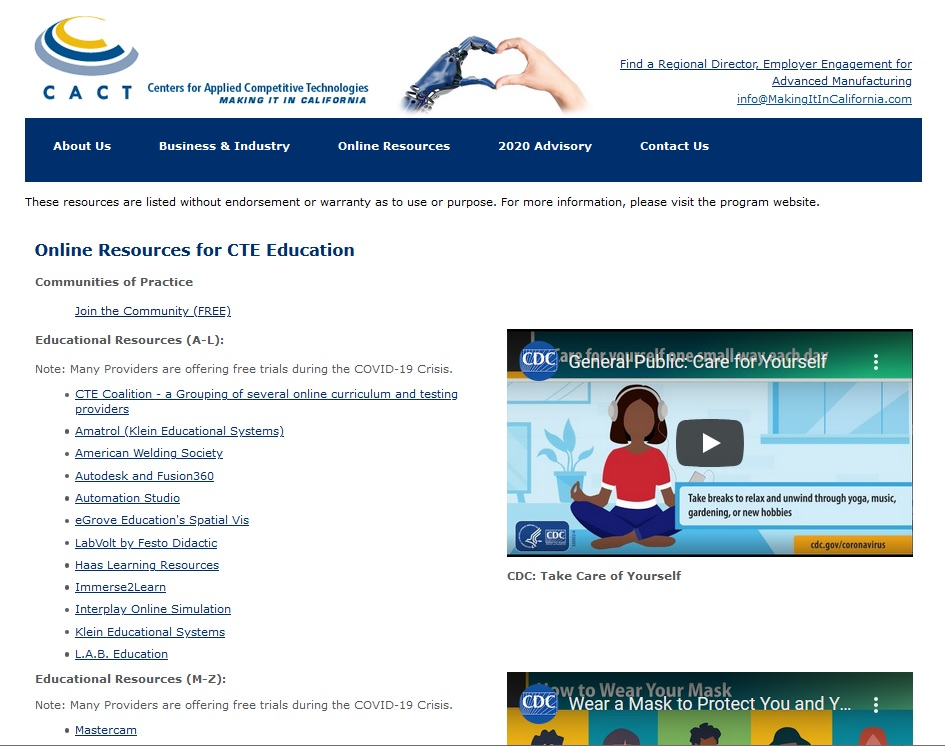 CACT
Centers for Applied Competitive Technologies
MAKING IT IN CALIFORNIA
Find a Regional Director, Employer Engagement for
Advanced Manufacturing
info@MakingItInCalifornia.com
About Us
Business & Industry
Online Resources
2020 Advisory
Contact Us
These resources are listed without endorsement or warranty as to use or purpose. For more information, please visit the program website.
Online Resources for CTE Education
Communities of Practice
Join the Community (FREE)
Educational Resources (A-L):
Note: Many Providers are offering free trials during the COVID-19 Crisis.
CTE Coalition - a Grouping of several online curriculum and testing
providers
Amatrol (Klein Educational Systems)
American Welding Society
Autodesk and Fusion360
Automation Studio
eGrove Education's Spatial Vis
LabVolt by Festo Didactic
Haas Learning Resources
Immerse2Learn
Interplay Online Simulation
Klein Educational Systems
L.A.B. Education
Educational Resources (M-Z):
Note: Many Providers are offering free trials during the COVID-19 Crisis.
Mastercam
CDC
Care for yourself one small way each day
General Public: Care for Yourself
Take breaks to relax and unwind through yoga, music,
gardening, or new hobbies
CDC
cdc.gov/coronavirus
CDC: Take Care of Yourself
CDC
How to Wear Your Mask
Wear a Mask to Protect You and Y...